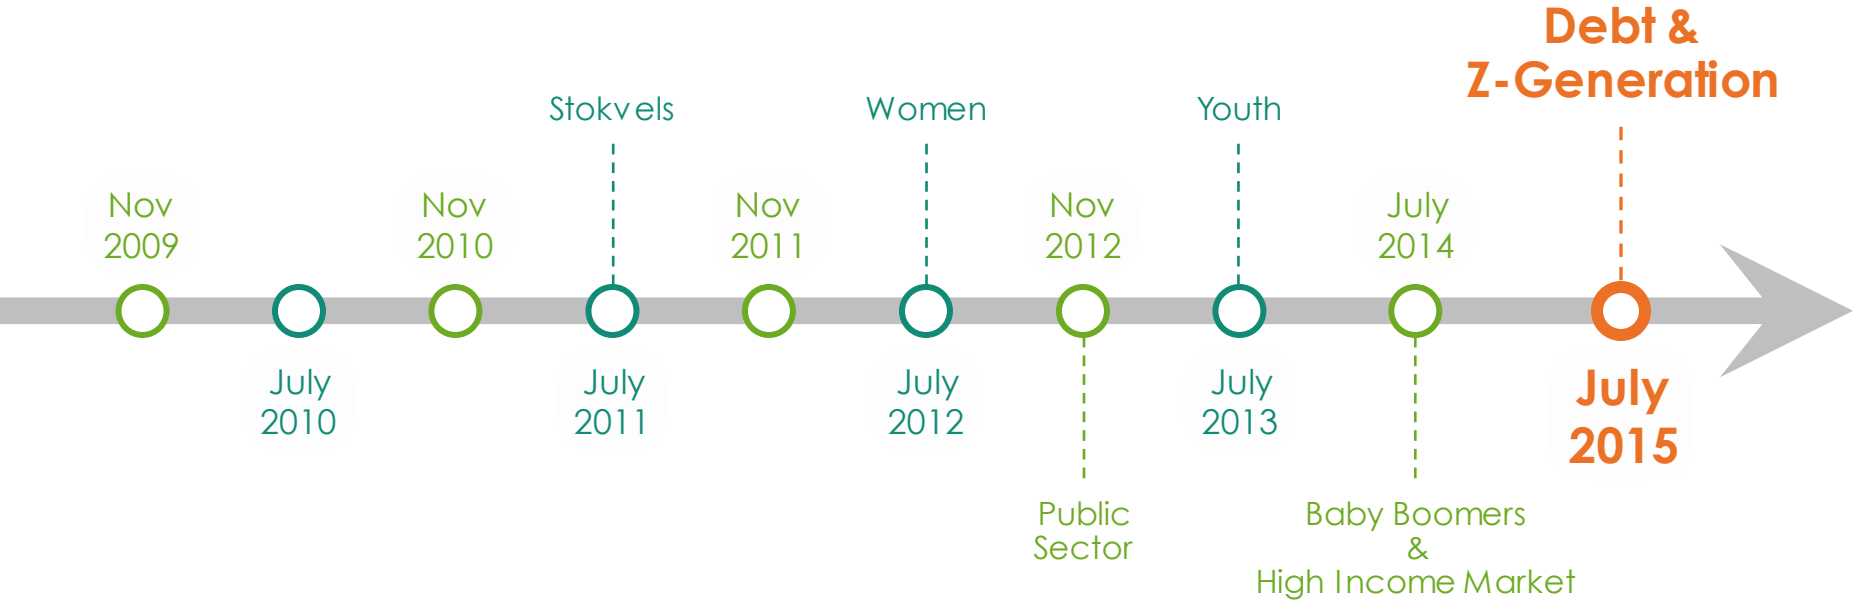 Debt &
Z-Generation
Stokvels
Women
Youth
Nov
2009
Nov
2010
Nov
2011
Nov
2012
July
2014
July
2010
July
2011
July
2012
July
2013
July
2015
Public
Sector
Baby Boomers
&
High Income Market